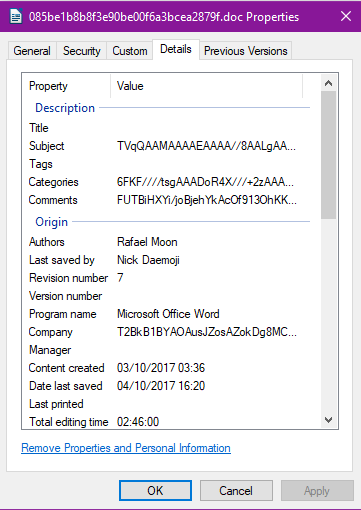 085be1b8b8f3e90be00f6a3bcea2879f.doc Properties
General Security Custom Details Previous Versions
Property Value
Description
Title
Subject TVqQAAMAAAAEAAAA//8AALgAA...
Tags
Categories 6FKF////tsgAAADoR4X///+2zAAA...
Comments FUTBiHXYi/joBjehYkAcOf913OhKK...
Origin
Authors Rafael Moon
Last saved by Nick Daemoji
Revision number 7
Version number
Program name Microsoft Office Word
Company T2BkB1BYAOAusJZosAZokDg8MC...
Manager
Content created 03/10/2017 03:36
Date last saved 04/10/2017 16:20
Last printed
Total editing time 02:46:00
Remove Properties and Personal Information
OK Cancel Apply